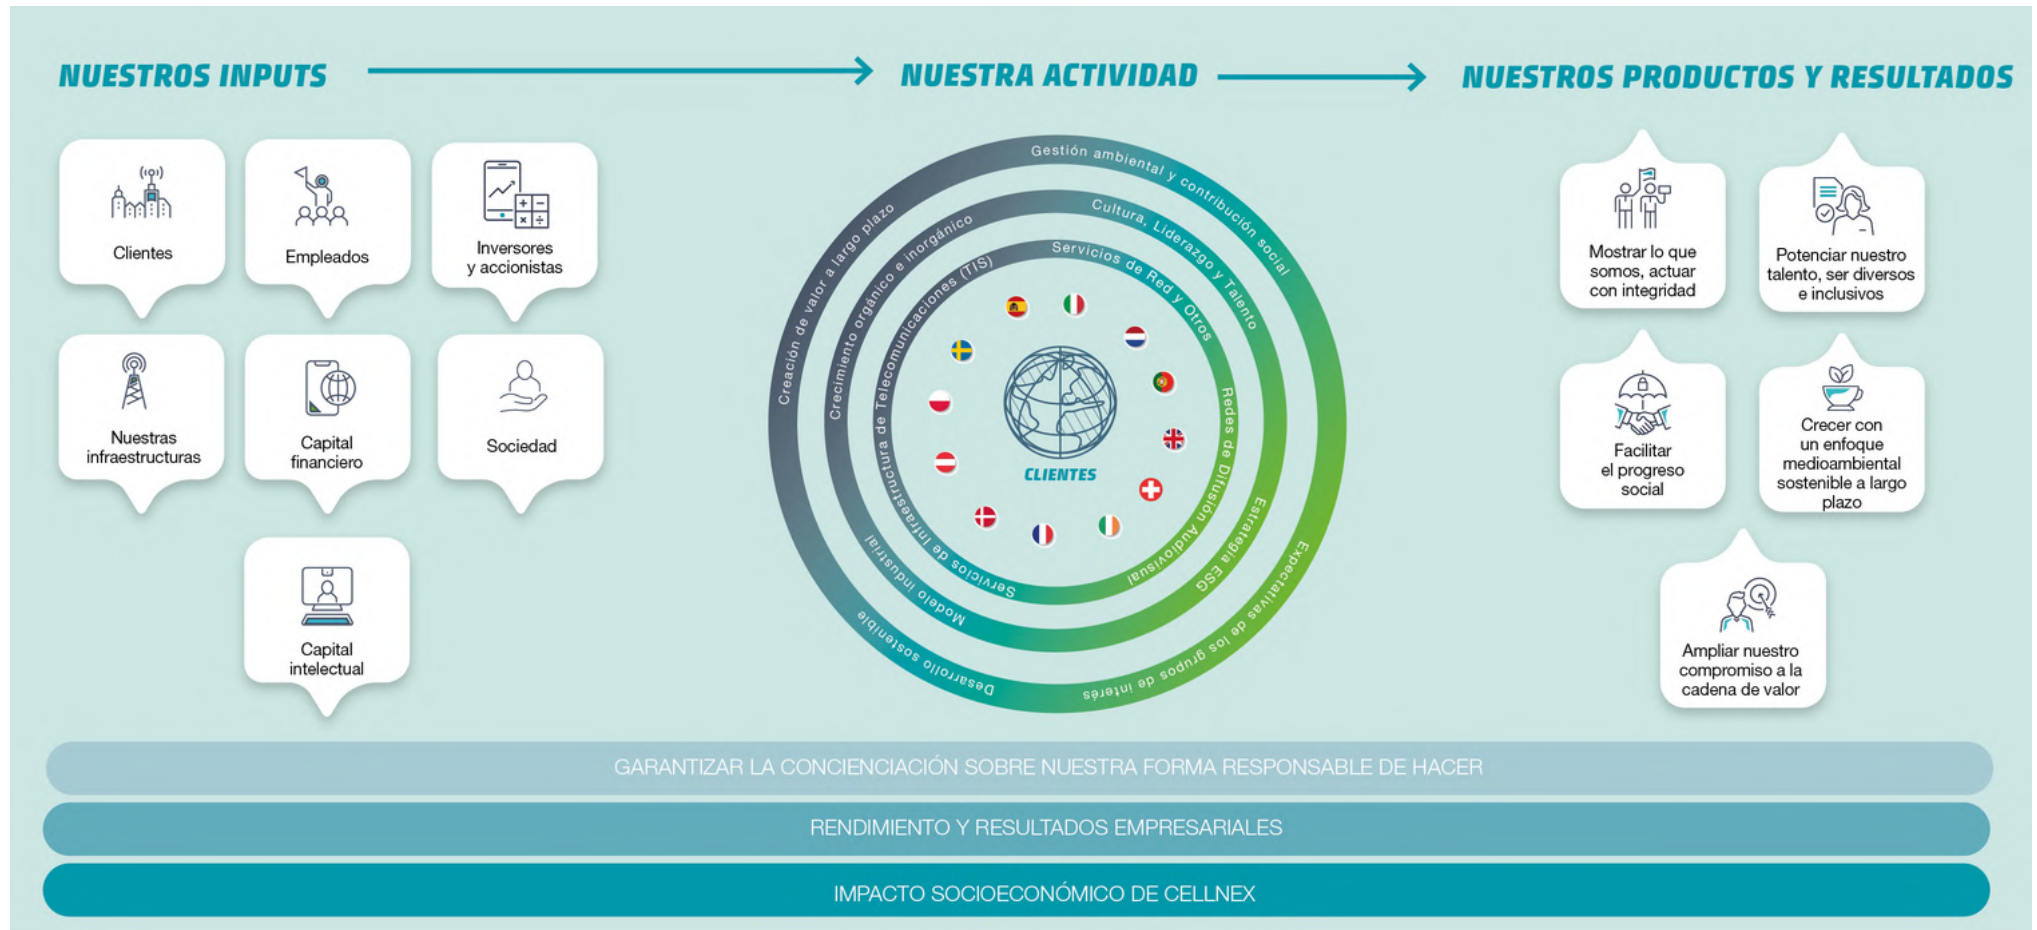 NUESTROS INPUTS
NUESTRA ACTIVIDAD
NUESTROS PRODUCTOS Y RESULTADOS
Clientes
Empleados
Inversores
y accionistas
Nuestras
infraestructuras
Capital
financiero
Sociedad
Capital
intelectual
Gestión ambiental y contribución social
Expectativas de los grupos de interés
Desarrollo sostenible
Creación de valor a largo plazo
Cultura, Liderazgo y Talento
Estrategia ESG
Modelo industrial
Crecimiento orgánico e inorgánico
Servicios de Red y Otros
Redes de Difusión Audiovisual
Servicios de Infraestructura de Telecomunicaciones (TIS)
CLIENTES
Mostrar lo que
somos, actuar
con integridad
Potenciar nuestro
talento, ser diversos
e inclusivos
Facilitar
el progreso
social
Crecer con
un enfoque
medioambiental
sostenible a largo
plazo
Ampliar nuestro
compromiso a la
cadena de valor
GARANTIZAR LA CONCIENCIACIÓN SOBRE NUESTRA FORMA RESPONSABLE DE HACER
RENDIMIENTO Y RESULTADOS EMPRESARIALES
IMPACTO SOCIOECONÓMICO DE CELLNEX